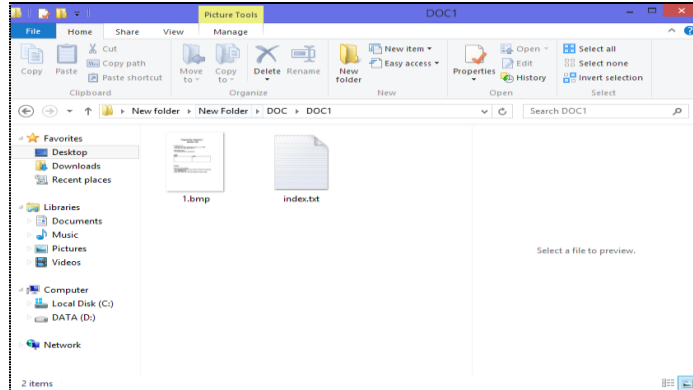 Picture Tools
DOC1
File Home Share View Manage
Copy
Paste
Cut
Copy path
Paste shortcut
Clipboard
Move to
Copy to
Delete
Rename
Organize
New folder
New item
Easy access
New
Properties
Open
Edit
History
Open
Select all
Select none
Invert selection
Select
New folder New Folder DOC DOC1
Search DOC1
Favorites
Desktop
Downloads
Recent places
Libraries
Documents
Music
Pictures
Videos
Computer
Local Disk (C:)
DATA (D:)
Network
1.bmp
index.txt
Select a file to preview.
2 items